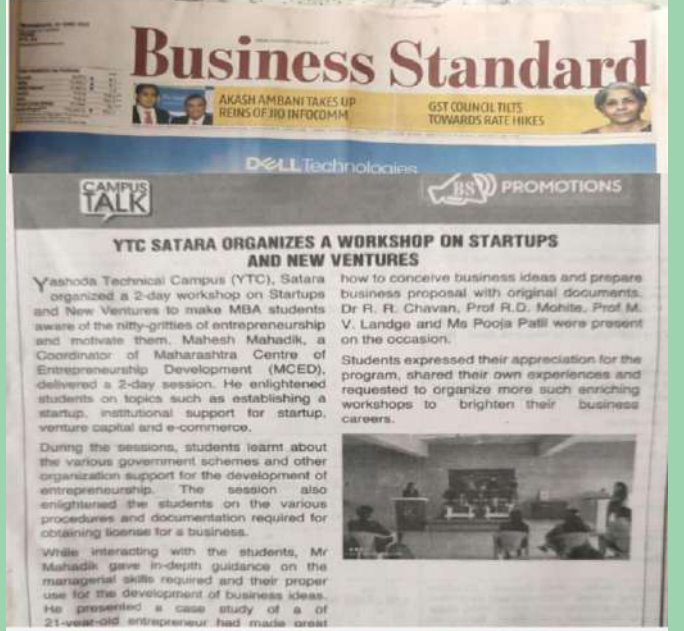 Business Standard
AKASH AMBANI TAKES UP
REINS OF JIO INFOCOMM
GST COUNCIL TILTS
TOWARDS RATE HIKES
DELL Technologies
CAMPUS
TALK
BS PROMOTIONS
YTC SATARA ORGANIZES A WORKSHOP ON STARTUPS
AND NEW VENTURES
Yashoda Technical Campus (YTC), Satara
organized a 2-day workshop on Startups
and New Ventures to make MBA students
aware of the nitty-gritties of entrepreneurship
and motivate them. Mahesh Mahadik, a
Coordinator of Maharashtra Centre of
Entrepreneurship Development (MCED),
delivered a 2-day session. He enlightened
students on topics such as establishing a
startup, institutional support for startup,
venture capital and e-commerce.
During the sessions, students learnt about
the various government schemes and other
organization support for the development of
entrepreneurship. The session also
enlightened the students on the various
procedures and documentation required for
obtaining license for a business.
While interacting with the students, Mr
Mahadik gave in-depth guidance on the
managerial skills required and their proper
use for the development of business ideas.
He presented a case study of a of
21-year-old entrepreneur had made great
how to conceive business ideas and prepare
business proposal with original documents.
Dr R. R. Chavan, Prof R.D. Mohite, Prof M.
V. Landge and Ms Pooja Patil were present
on the occasion.
Students expressed their appreciation for the
program, shared their own experiences and
requested to organize more such enriching
workshops to brighten their business
careers.